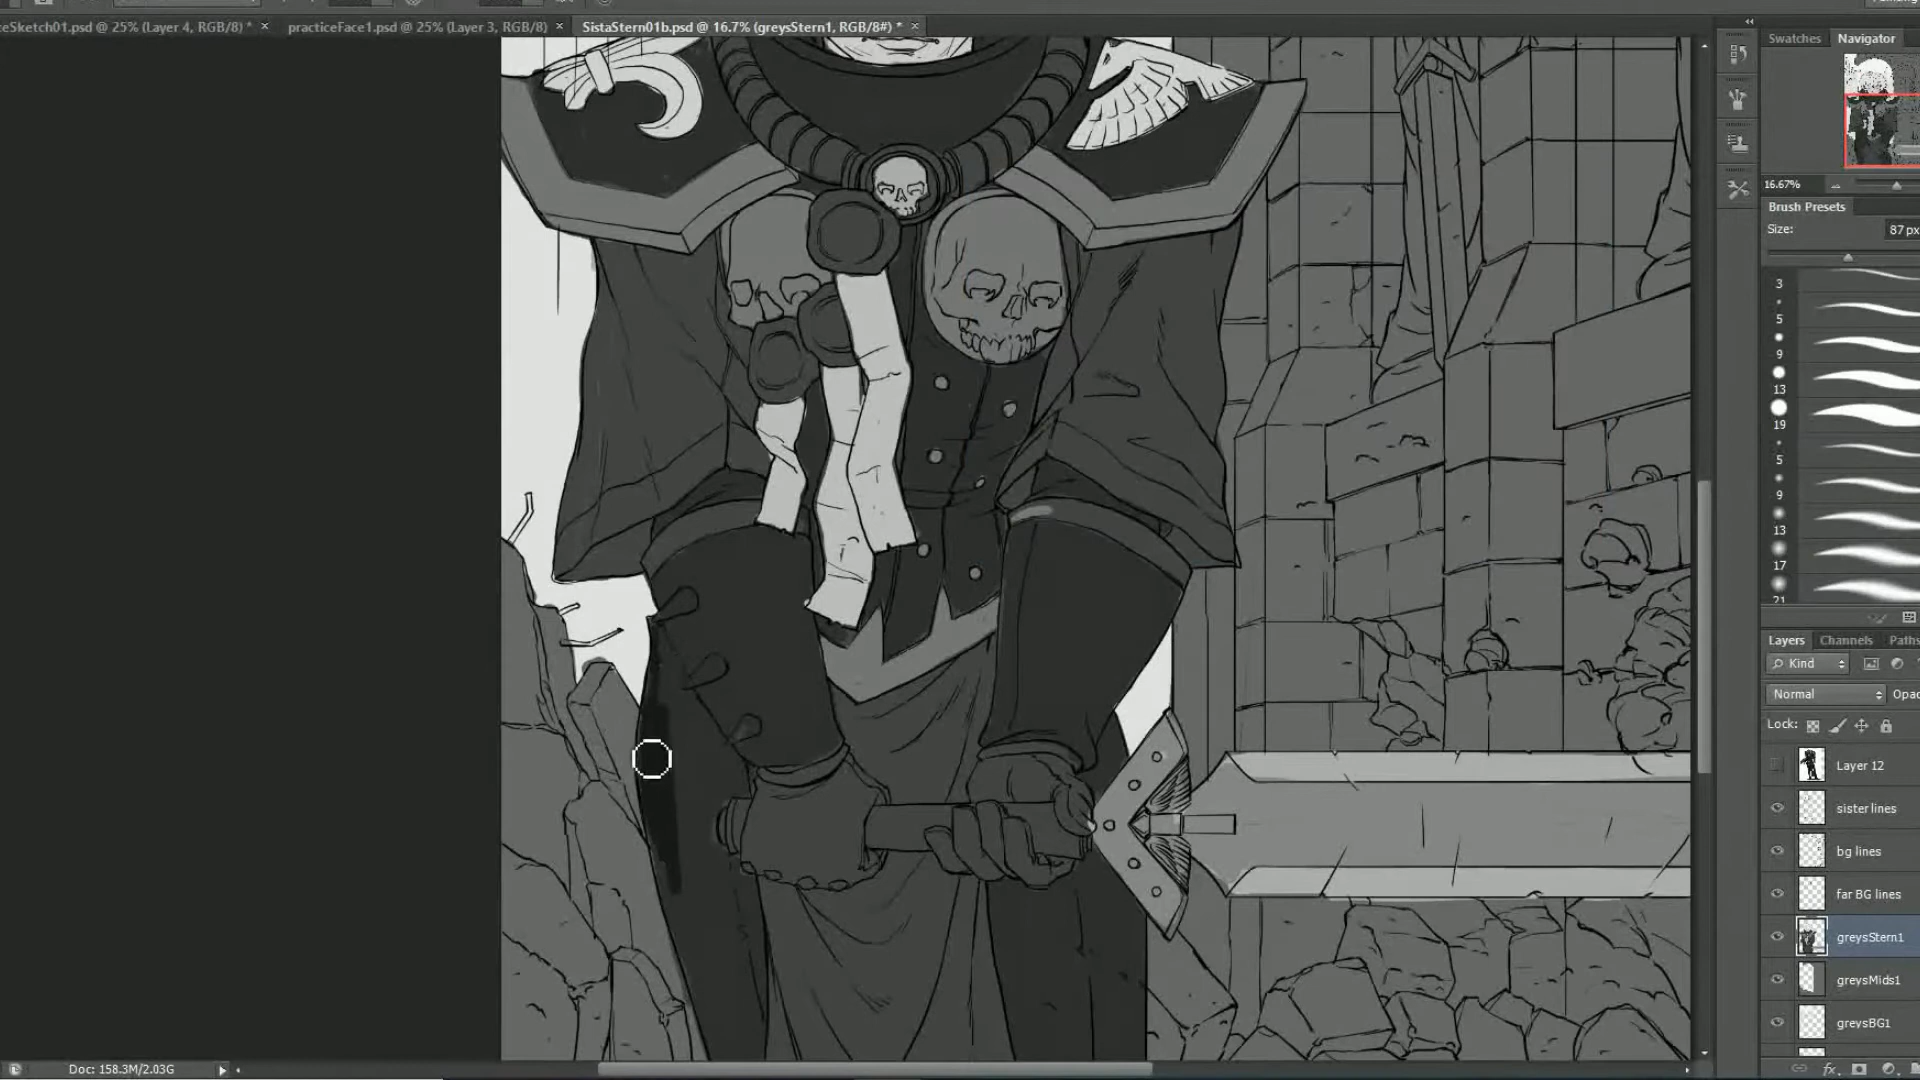 eSketch01.psd @ 25% (Layer 4, RGB/8) * ×
practiceFace1.psd @ 25% (Layer 3, RGB/8) ×
SistaStern01b.psd @ 16.7% (greysStern1, RGB/8#) * ×
Swatches Navigator
16.67%
Brush Presets
Size: 87 px
3
5
9
13
19
5
9
13
17
21
Layers Channels Paths
Kind
Normal Opac
Lock:
Layer 12
sister lines
bg lines
far BG lines
greysStern1
greysMids1
greysBG1
fx
Doc: 158.3M/2.03G